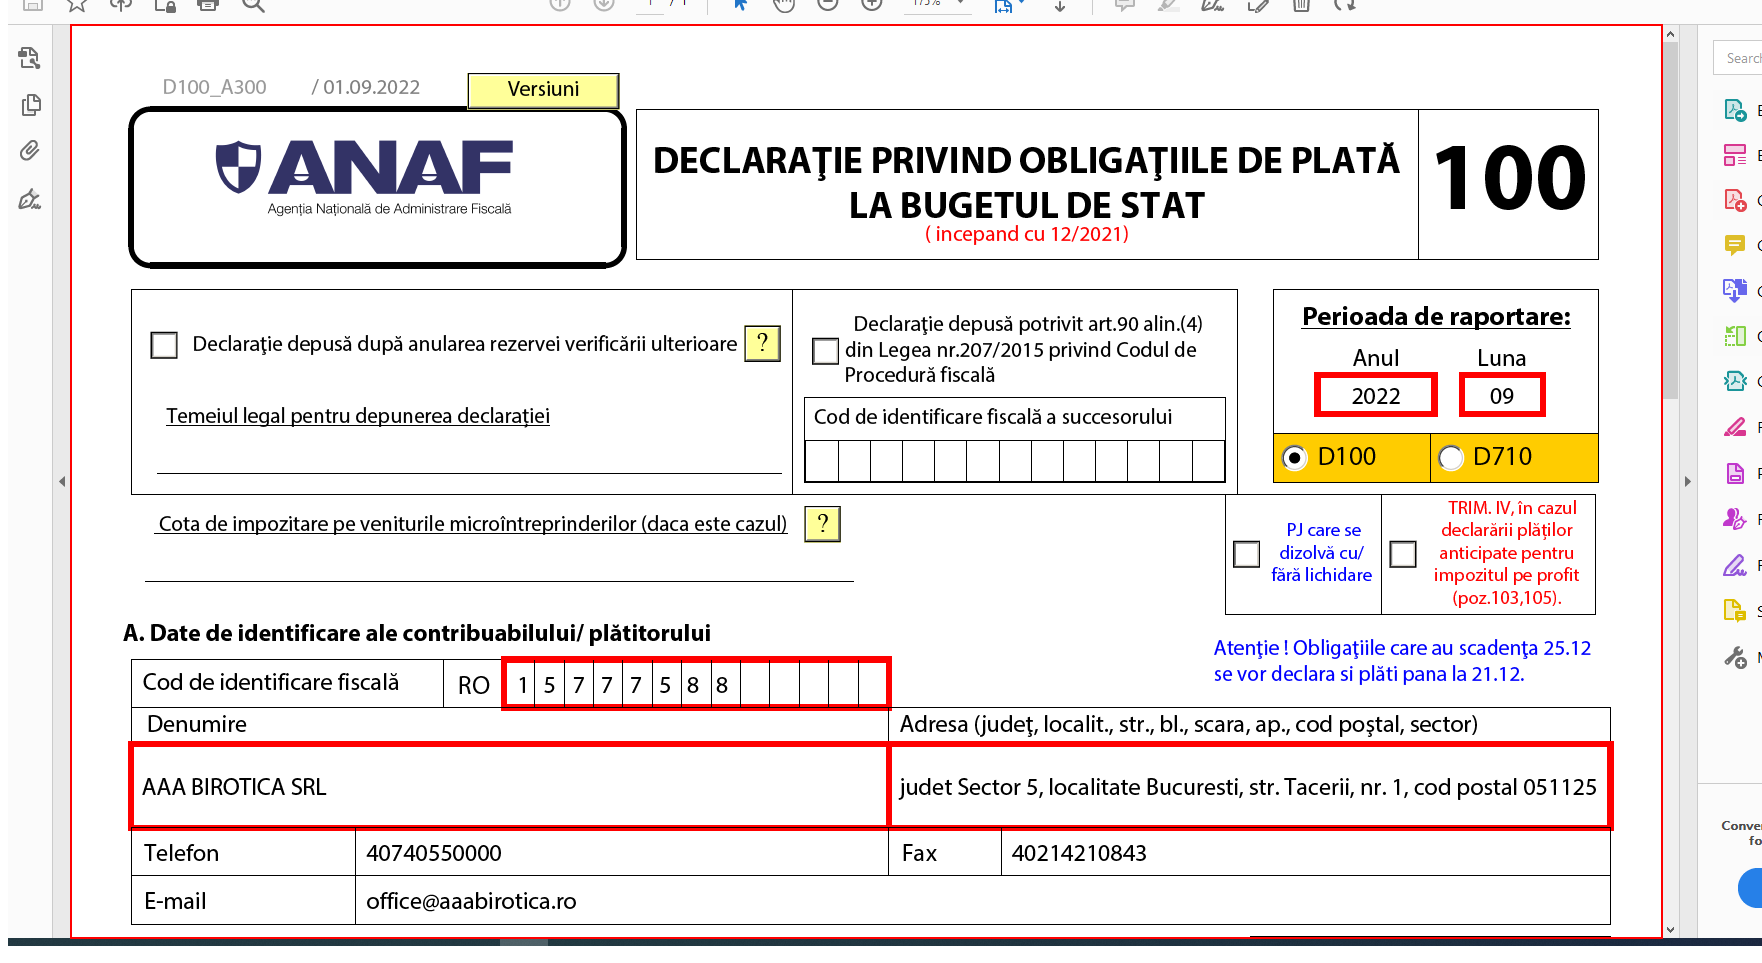 D100_A300 / 01.09.2022 Versiuni
ANAF
Agenția Națională de Administrare Fiscală
DECLARAŢIE PRIVIND OBLIGAŢIILE DE PLATĂ
LA BUGETUL DE STAT
( incepand cu 12/2021)
100
Declaraţie depusă după anularea rezervei verificării ulterioare ?
Temeiul legal pentru depunerea declarației
Declaraţie depusă potrivit art.90 alin.(4)
din Legea nr.207/2015 privind Codul de
Procedură fiscală
Cod de identificare fiscală a succesorului
Perioada de raportare:
Anul Luna
2022 09
D100 D710
Cota de impozitare pe veniturile microîntreprinderilor (daca este cazul) ?
PJ care se
dizolvă cu/
fără lichidare
TRIM. IV, în cazul
declarării plăților
anticipate pentru
impozitul pe profit
(poz.103,105).
A. Date de identificare ale contribuabilului/ plătitorului
Atenţie ! Obligaţiile care au scadenţa 25.12
se vor declara si plăti pana la 21.12.
Cod de identificare fiscală RO 1 5 7 7 7 5 8 8
Denumire
Adresa (judeţ, localit., str., bl., scara, ap., cod poştal, sector)
AAA BIROTICA SRL
judet Sector 5, localitate Bucuresti, str. Tacerii, nr. 1, cod postal 051125
Telefon 40740550000 Fax 40214210843
E-mail office@aaabirotica.ro